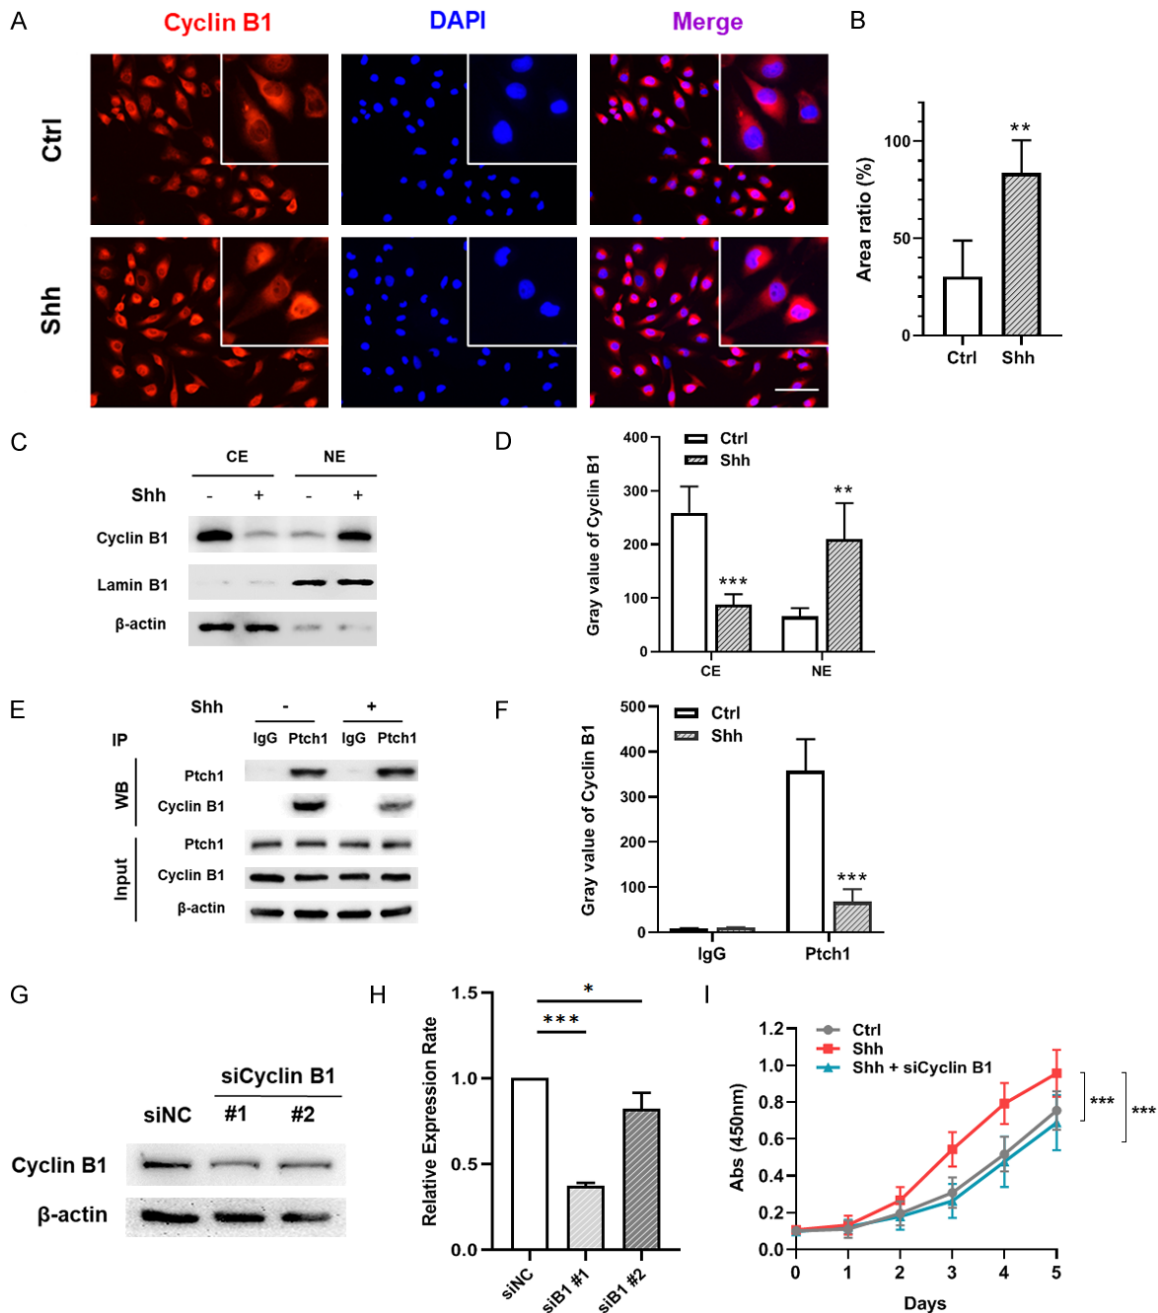 A
Cyclin B1 DAPI Merge
Ctrl
Shh
B
Area ratio (%)
100
50
0
**
Ctrl Shh
C
CE NE
Shh - + - +
Cyclin B1
Lamin B1
β-actin
D
Gray value of Cyclin B1
400
300
200
100
0
Ctrl
Shh
***
**
CE NE
E
Shh - +
IP IgG Ptch1 IgG Ptch1
WB
Ptch1
Cyclin B1
Input
Ptch1
Cyclin B1
β-actin
F
Gray value of Cyclin B1
500
400
300
200
100
0
Ctrl
Shh
***
IgG Ptch1
G
siCyclin B1
siNC #1 #2
Cyclin B1
β-actin
H
Relative Expression Rate
1.5
1.0
0.5
0.0
*
***
siNC siB1 #1 siB1 #2
I
Abs (450nm)
1.2
1.0
0.8
0.6
0.4
0.2
0.0
Ctrl
Shh
Shh + siCyclin B1
*** ***
0 1 2 3 4 5
Days